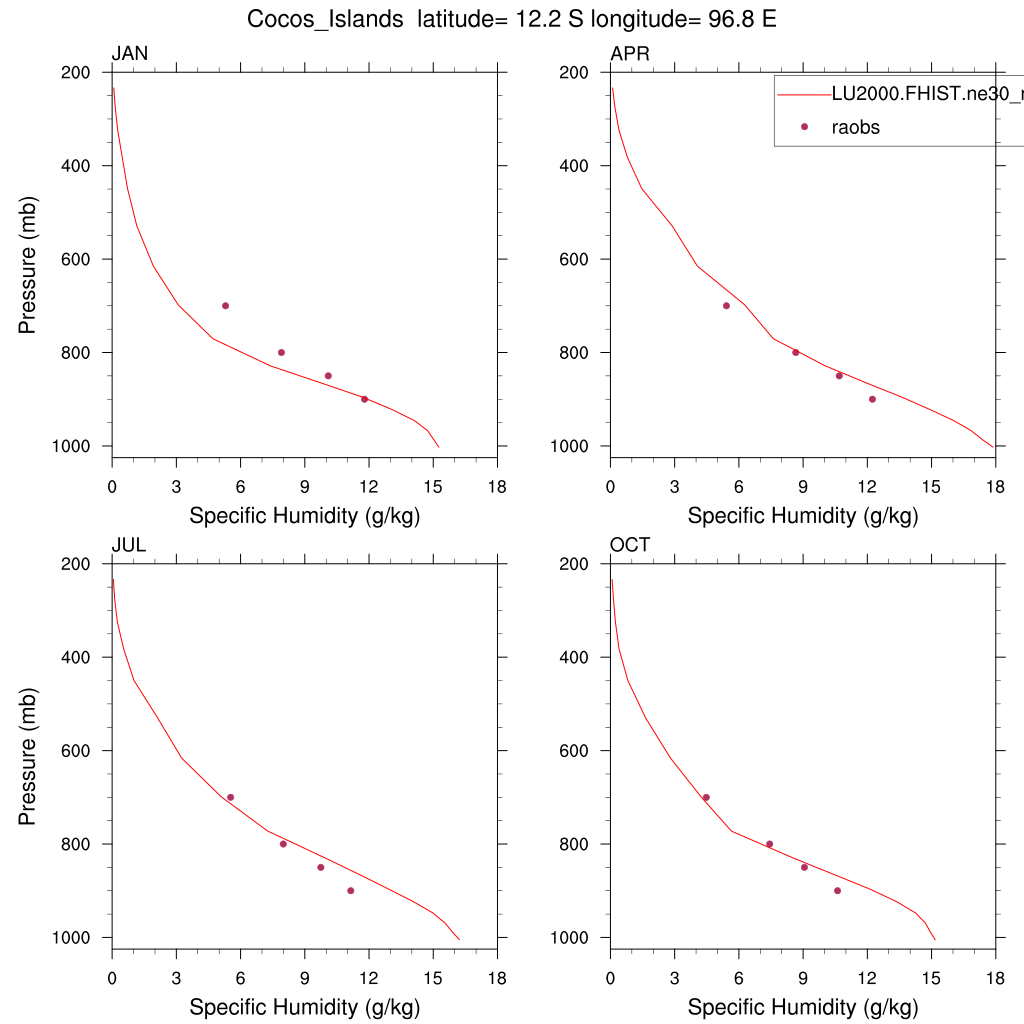 Cocos_Islands  latitude= 12.2 S longitude= 96.8 E
JAN
200
400
600
800
1000
0 3 6 9 12 15 18
Pressure (mb)
Specific Humidity (g/kg)
APR
LU2000.FHIST.ne30_
raobs
200
400
600
800
1000
0 3 6 9 12 15 18
Specific Humidity (g/kg)
JUL
200
400
600
800
1000
0 3 6 9 12 15 18
Pressure (mb)
Specific Humidity (g/kg)
OCT
200
400
600
800
1000
0 3 6 9 12 15 18
Specific Humidity (g/kg)